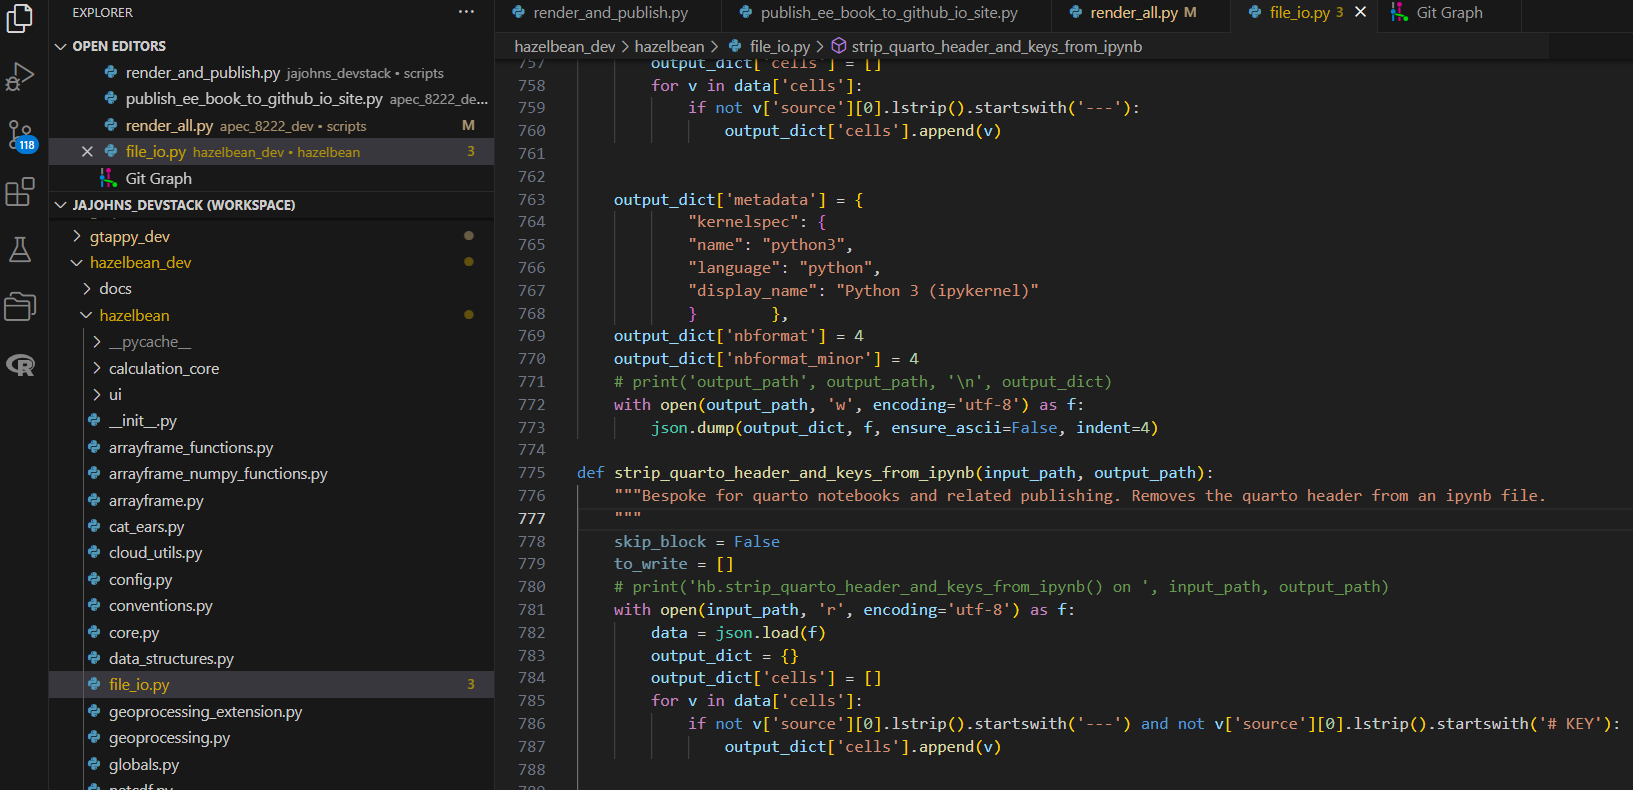 EXPLORER
···
OPEN EDITORS
render_and_publish.py jajohns_devstack • scripts
publish_ee_book_to_github_io_site.py apec_8222_de...
render_all.py apec_8222_dev • scripts M
file_io.py hazelbean_dev • hazelbean 3
Git Graph
JAJOHNS_DEVSTACK (WORKSPACE)
gtappy_dev
hazelbean_dev
docs
hazelbean
__pycache__
calculation_core
ui
__init__.py
arrayframe_functions.py
arrayframe_numpy_functions.py
arrayframe.py
cat_ears.py
cloud_utils.py
config.py
conventions.py
core.py
data_structures.py
file_io.py 3
geoprocessing_extension.py
geoprocessing.py
globals.py
netcdf.py
118
render_and_publish.py publish_ee_book_to_github_io_site.py render_all.py M file_io.py 3 Git Graph
hazelbean_dev > hazelbean > file_io.py > strip_quarto_header_and_keys_from_ipynb
757 output_dict['cells'] = []
758 for v in data['cells']:
759 if not v['source'][0].lstrip().startswith('---'):
760 output_dict['cells'].append(v)
761
762
763 output_dict['metadata'] = {
764 "kernelspec": {
765 "name": "python3",
766 "language": "python",
767 "display_name": "Python 3 (ipykernel)"
768 } },
769 output_dict['nbformat'] = 4
770 output_dict['nbformat_minor'] = 4
771 # print('output_path', output_path, '\n', output_dict)
772 with open(output_path, 'w', encoding='utf-8') as f:
773 json.dump(output_dict, f, ensure_ascii=False, indent=4)
774
775 def strip_quarto_header_and_keys_from_ipynb(input_path, output_path):
776 """Bespoke for quarto notebooks and related publishing. Removes the quarto header from an ipynb file.
777 """
778 skip_block = False
779 to_write = []
780 # print('hb.strip_quarto_header_and_keys_from_ipynb() on ', input_path, output_path)
781 with open(input_path, 'r', encoding='utf-8') as f:
782 data = json.load(f)
783 output_dict = {}
784 output_dict['cells'] = []
785 for v in data['cells']:
786 if not v['source'][0].lstrip().startswith('---') and not v['source'][0].lstrip().startswith('# KEY'):
787 output_dict['cells'].append(v)
788